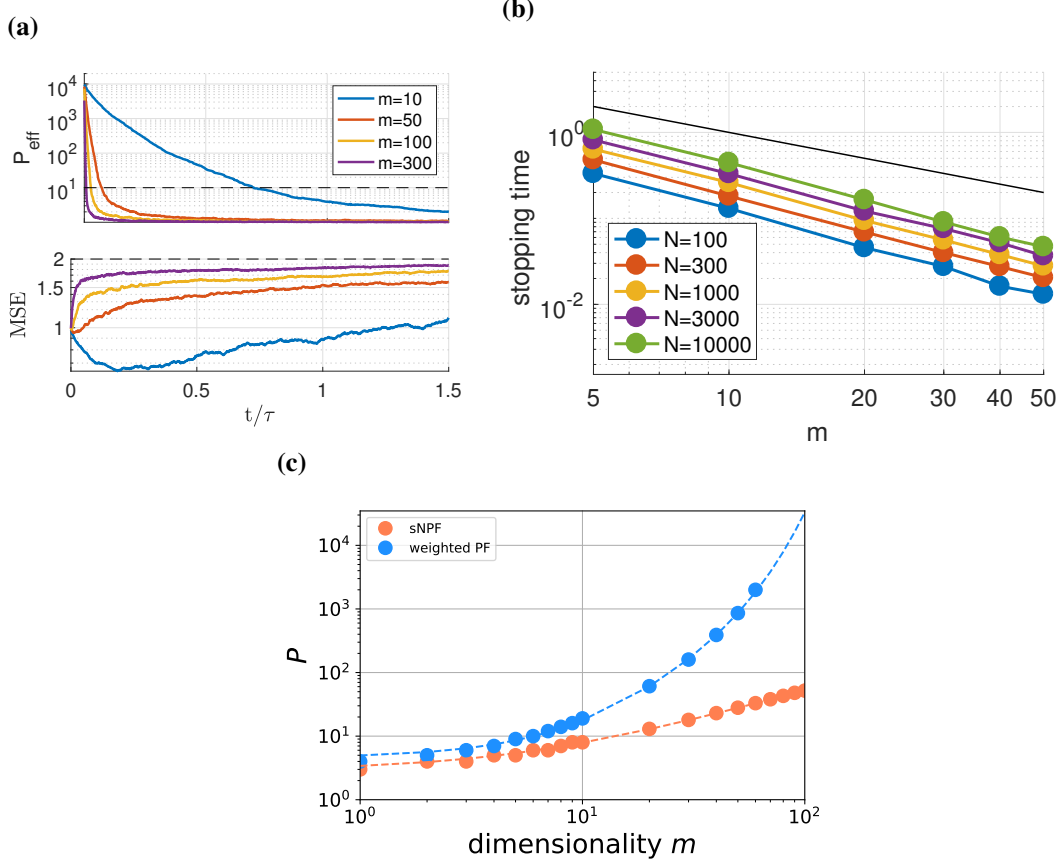 (a)
10^4
10^3
10^2
10^1
P_eff
m=10
m=50
m=100
m=300
2
1.5
1
MSE
0
0.5
1
1.5
t/τ
(b)
10^0
10^-2
stopping time
N=100
N=300
N=1000
N=3000
N=10000
5
10
20
30
40
50
m
(c)
sNPF
weighted PF
10^4
10^3
10^2
10^1
10^0
P
10^0
10^1
10^2
dimensionality m